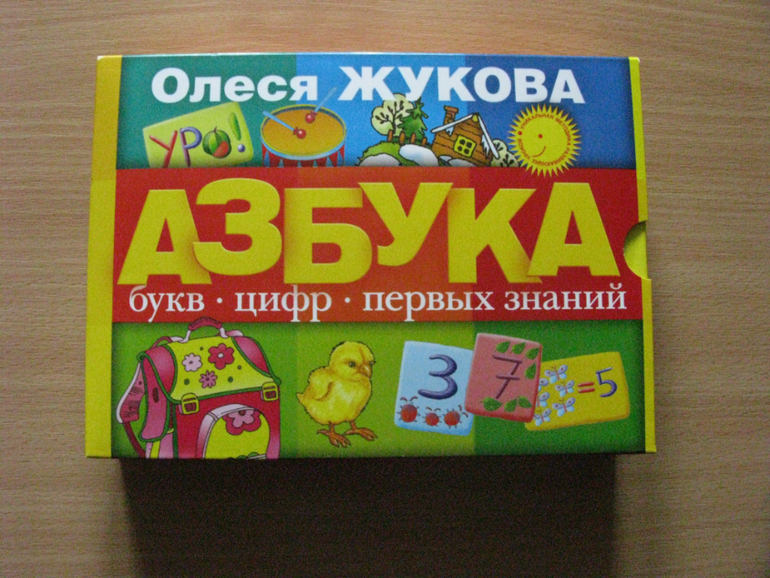 Олеся ЖУКОВА
УРО!
АЗБУКА
букв · цифр · первых знаний
3
7
=5